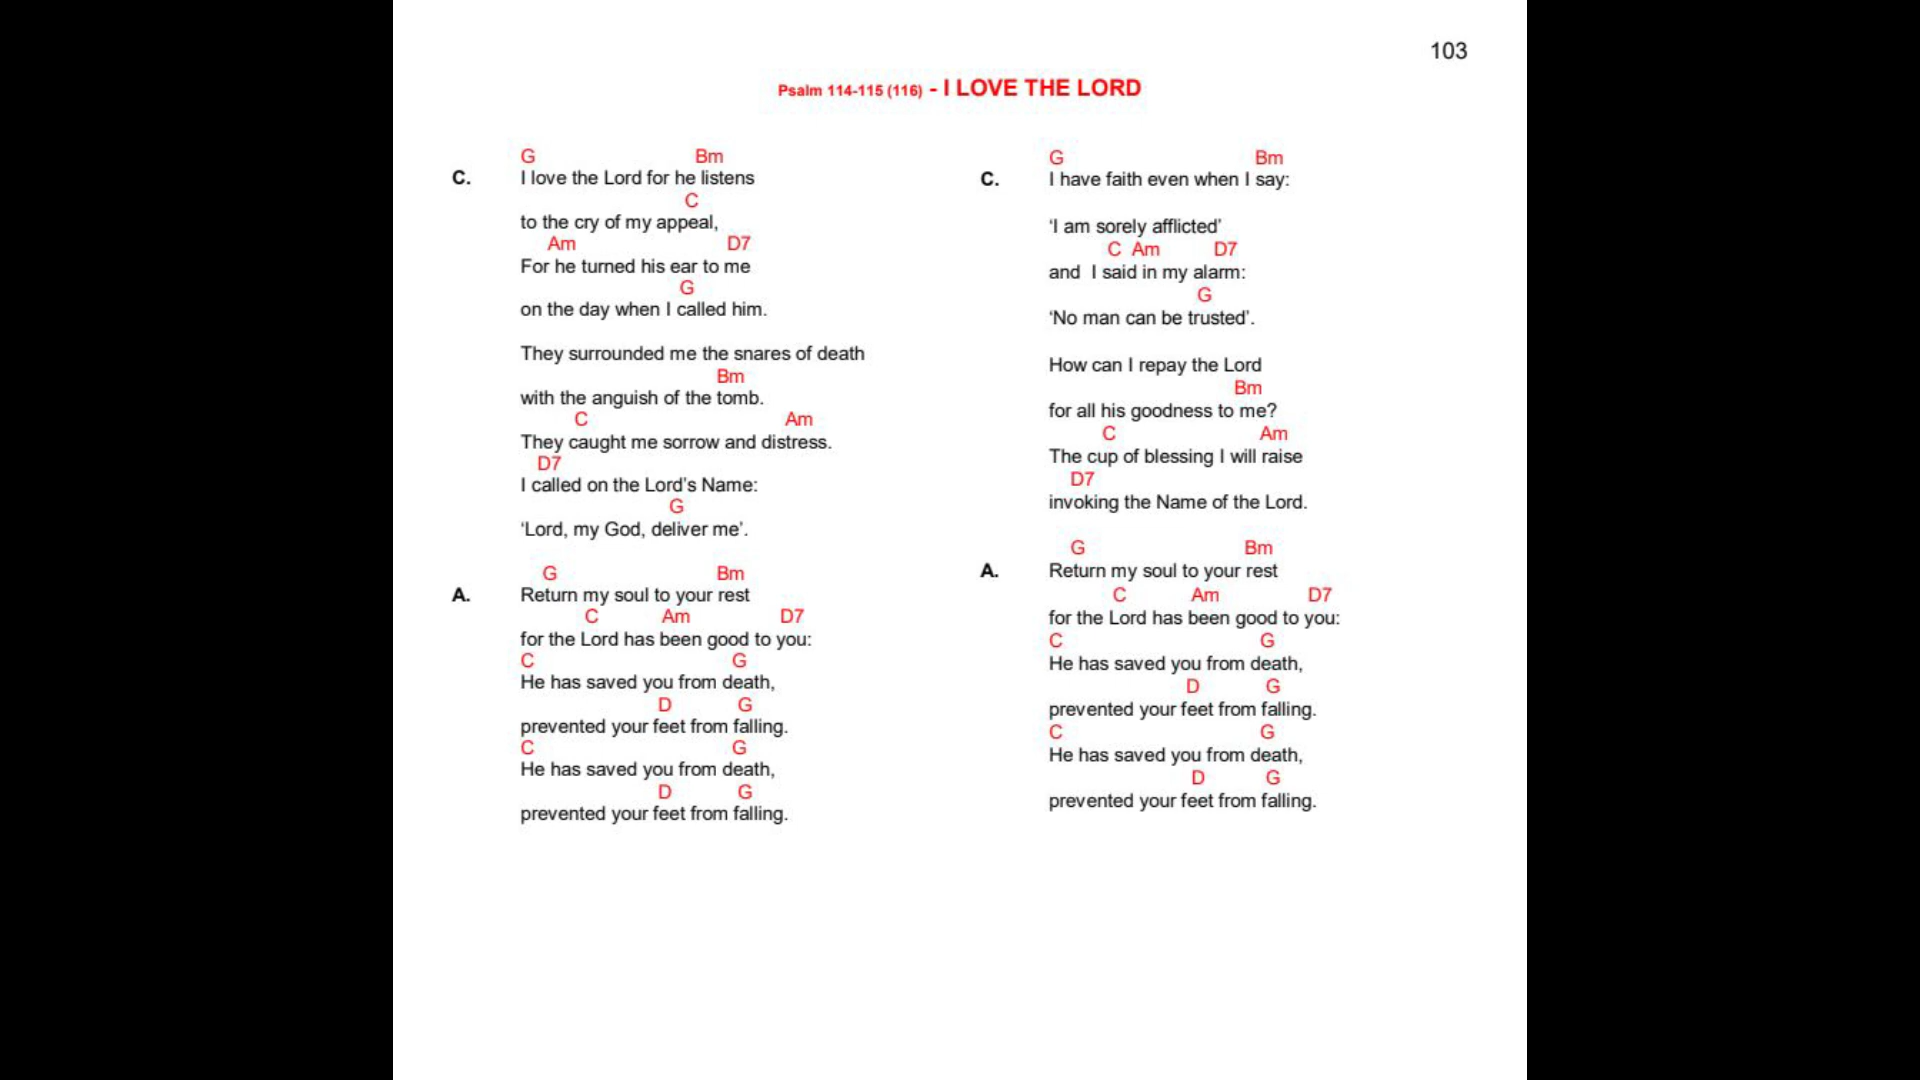 103
Psalm 114-115 (116) - I LOVE THE LORD
G Bm
C. I love the Lord for he listens
C
to the cry of my appeal,
Am D7
For he turned his ear to me
G
on the day when I called him.
They surrounded me the snares of death
Bm
with the anguish of the tomb.
C Am
They caught me sorrow and distress.
D7
I called on the Lord’s Name:
G
‘Lord, my God, deliver me’.
G Bm
A. Return my soul to your rest
C Am D7
for the Lord has been good to you:
C G
He has saved you from death,
D G
prevented your feet from falling.
C G
He has saved you from death,
D G
prevented your feet from falling.
G Bm
C. I have faith even when I say:
‘I am sorely afflicted’
C Am D7
and I said in my alarm:
G
‘No man can be trusted’.
How can I repay the Lord
Bm
for all his goodness to me?
C Am
The cup of blessing I will raise
D7
invoking the Name of the Lord.
G Bm
A. Return my soul to your rest
C Am D7
for the Lord has been good to you:
C G
He has saved you from death,
D G
prevented your feet from falling.
C G
He has saved you from death,
D G
prevented your feet from falling.